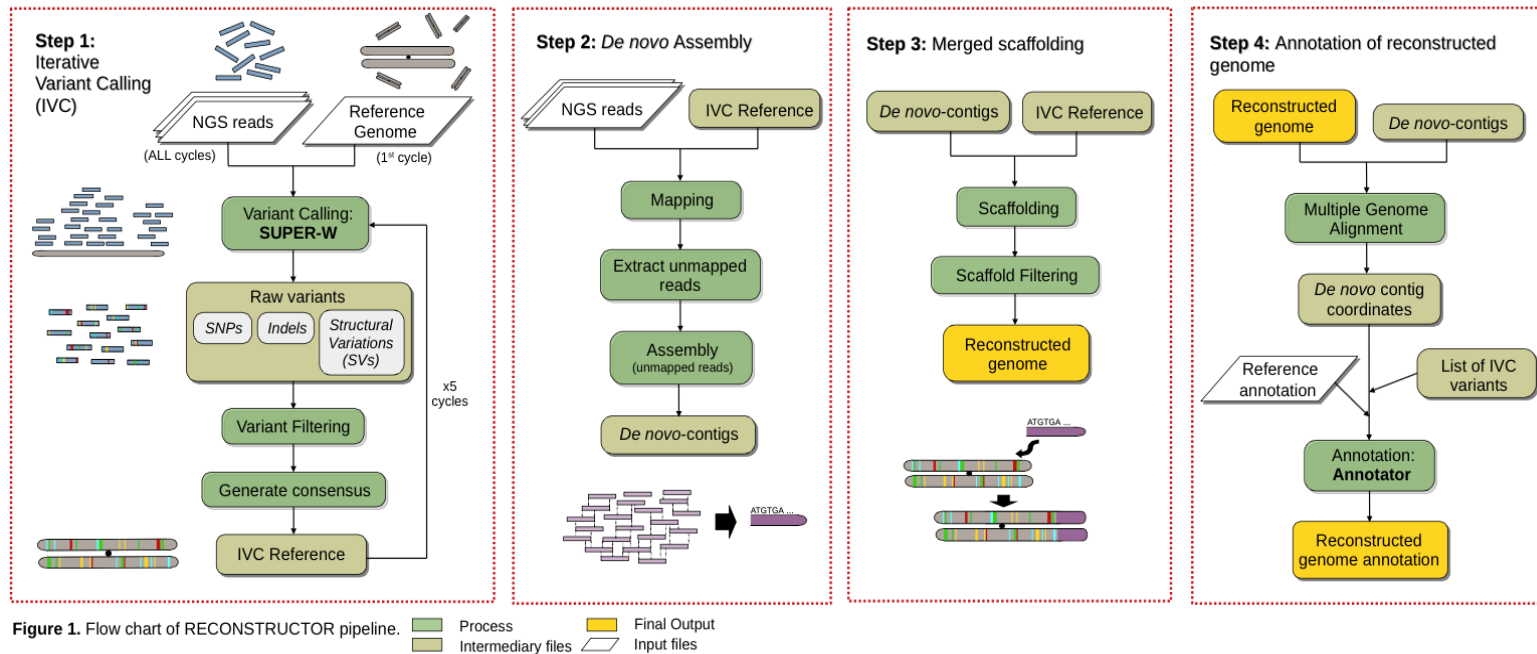 Step 1:
Iterative
Variant Calling
(IVC)
NGS reads
(ALL cycles)
Reference
Genome
(1st cycle)
Variant Calling:
SUPER-W
Raw variants
SNPs
Indels
Structural
Variations
(SVs)
x5
cycles
Variant Filtering
Generate consensus
IVC Reference
Step 2: De novo Assembly
NGS reads
IVC Reference
Mapping
Extract unmapped
reads
Assembly
(unmapped reads)
De novo-contigs
ATGTGA ...
Step 3: Merged scaffolding
De novo-contigs
IVC Reference
Scaffolding
Scaffold Filtering
Reconstructed
genome
ATGTGA ...
Step 4: Annotation of reconstructed
genome
Reconstructed
genome
De novo-contigs
Multiple Genome
Alignment
De novo contig
coordinates
Reference
annotation
List of IVC
variants
Annotation:
Annotator
Reconstructed
genome annotation
Figure 1. Flow chart of RECONSTRUCTOR pipeline.
Process
Final Output
Intermediary files
Input files